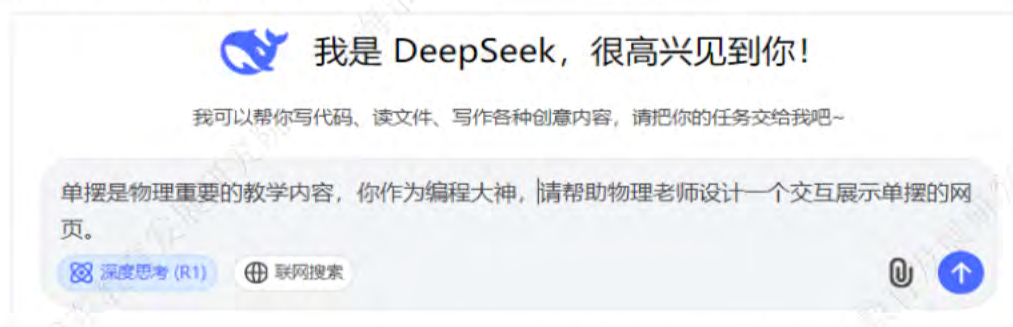 我是 DeepSeek，很高兴见到你！
我可以帮你写代码、读文件、写作各种创意内容，请把你的任务交给我吧~
单摆是物理重要的教学内容，你作为编程大神，请帮助物理老师设计一个交互展示单摆的网
页。
深度思考 (R1) 联网搜索